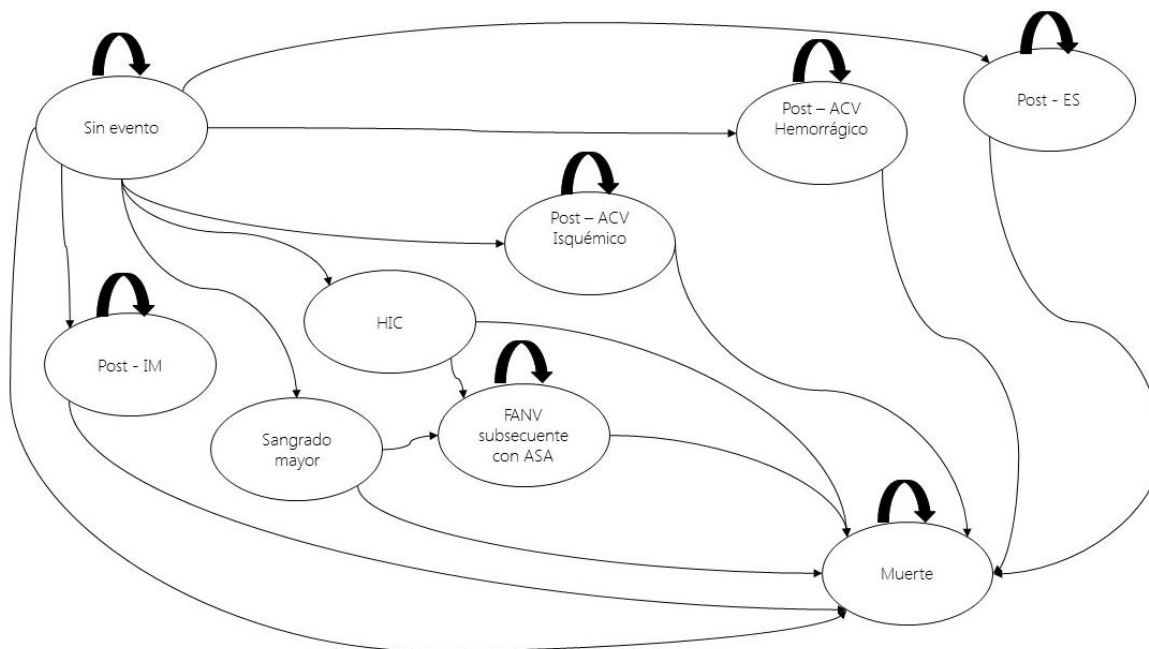 Sin evento
Post - ES
Post – ACV
Hemorrágico
Post – ACV
Isquémico
HIC
Post - IM
FANV
subsecuente
con ASA
Sangrado
mayor
Muerte